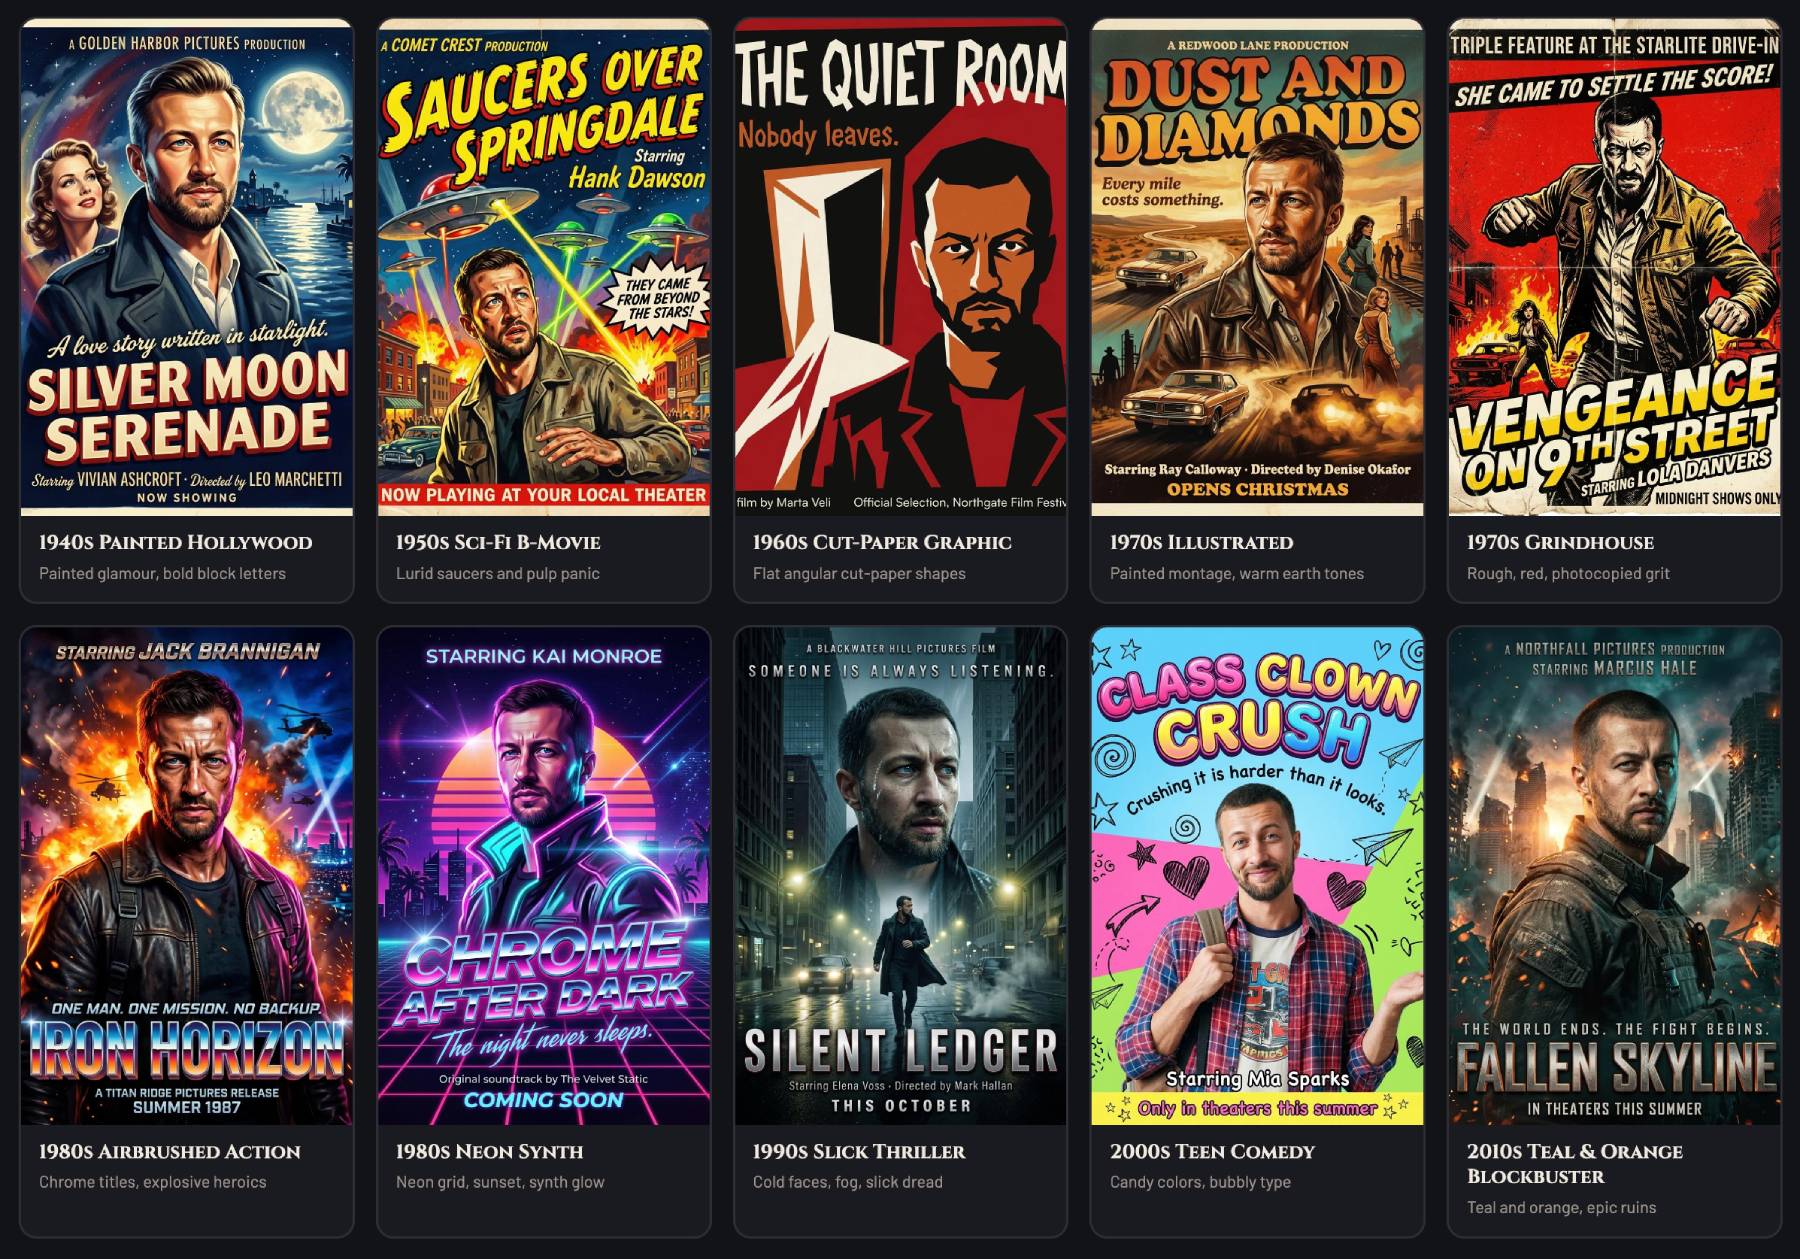 A GOLDEN HARBOR PICTURES PRODUCTION
A love story written in starlight.
SILVER MOON
SERENADE
Starring VIVIAN ASHCROFT · Directed by LEO MARCHETTI
NOW SHOWING
1940s Painted Hollywood
Painted glamour, bold block letters
A COMET CREST PRODUCTION
SAUCERS OVER
SPRINGDALE
Starring
Hank Dawson
THEY CAME
FROM BEYOND
THE STARS!
NOW PLAYING AT YOUR LOCAL THEATER
1950s Sci-Fi B-Movie
Lurid saucers and pulp panic
THE QUIET ROOM
Nobody leaves.
film by Marta Veli
Official Selection, Northgate Film Festiv
1960s Cut-Paper Graphic
Flat angular cut-paper shapes
A REDWOOD LANE PRODUCTION
DUST AND
DIAMONDS
Every mile
costs something.
Starring Ray Calloway · Directed by Denise Okafor
OPENS CHRISTMAS
1970s Illustrated
Painted montage, warm earth tones
TRIPLE FEATURE AT THE STARLITE DRIVE-IN
SHE CAME TO SETTLE THE SCORE!
VENGEANCE
ON 9TH STREET
STARRING LOLA DANVERS
MIDNIGHT SHOWS ONLY
1970s Grindhouse
Rough, red, photocopied grit
STARRING JACK BRANNIGAN
ONE MAN. ONE MISSION. NO BACKUP.
IRON HORIZON
A TITAN RIDGE PICTURES RELEASE
SUMMER 1987
1980s Airbrushed Action
Chrome titles, explosive heroics
STARRING KAI MONROE
CHROME
AFTER DARK
The night never sleeps.
Original soundtrack by The Velvet Static
COMING SOON
1980s Neon Synth
Neon grid, sunset, synth glow
A BLACKWATER HILL PICTURES FILM
SOMEONE IS ALWAYS LISTENING.
SILENT LEDGER
Starring Elena Voss · Directed by Mark Hallan
THIS OCTOBER
1990s Slick Thriller
Cold faces, fog, slick dread
CLASS CLOWN
CRUSH
Crushing it is harder than it looks.
Starring Mia Sparks
Only in theaters this summer
2000s Teen Comedy
Candy colors, bubbly type
A NORTHFALL PICTURES PRODUCTION
STARRING MARCUS HALE
THE WORLD ENDS. THE FIGHT BEGINS.
FALLEN SKYLINE
IN THEATERS THIS SUMMER
2010s Teal & Orange
Blockbuster
Teal and orange, epic ruins